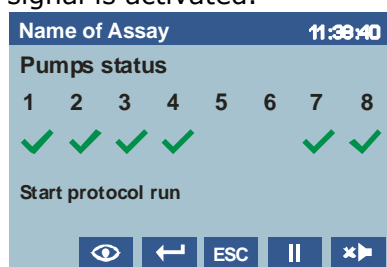 signal is activated.
Name of Assay 11:38:40
Pumps status
1 2 3 4 5 6 7 8
Start protocol run
ESC